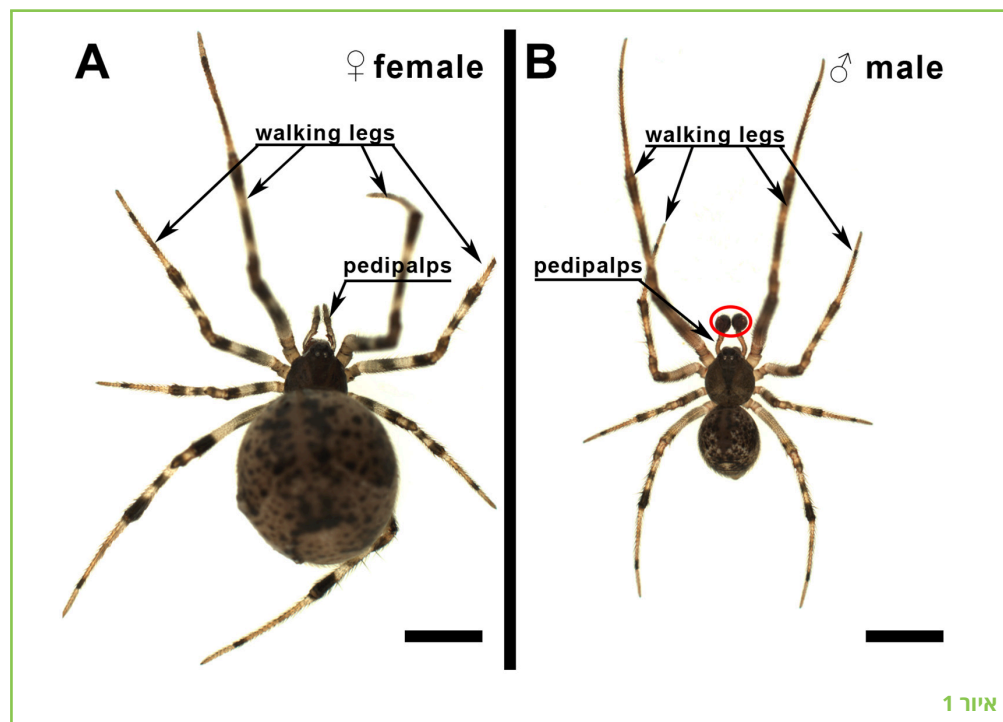 A
♀ female
walking legs
pedipalps
B
♂ male
walking legs
pedipalps
איור 1